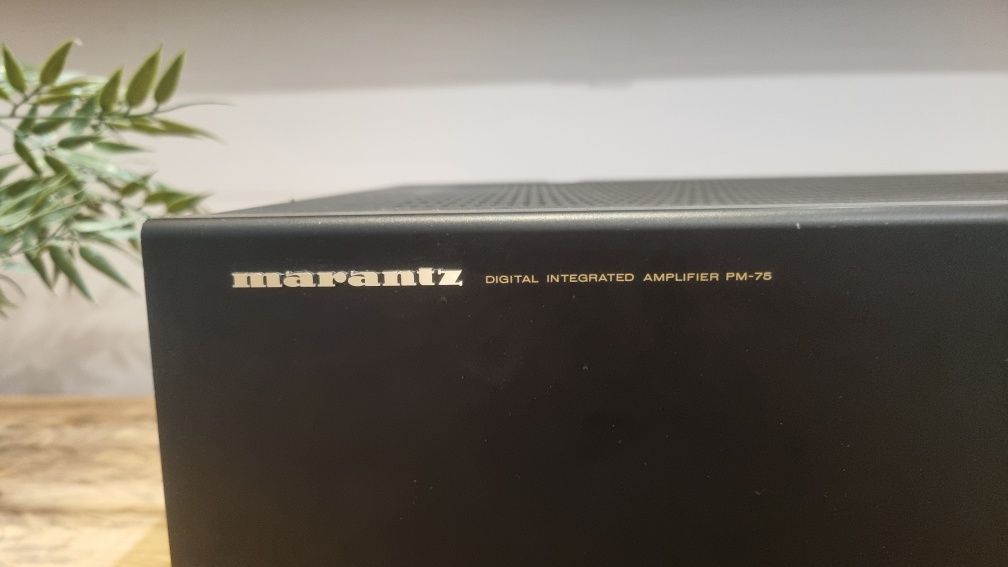 marantz DIGITAL INTEGRATED AMPLIFIER PM-75